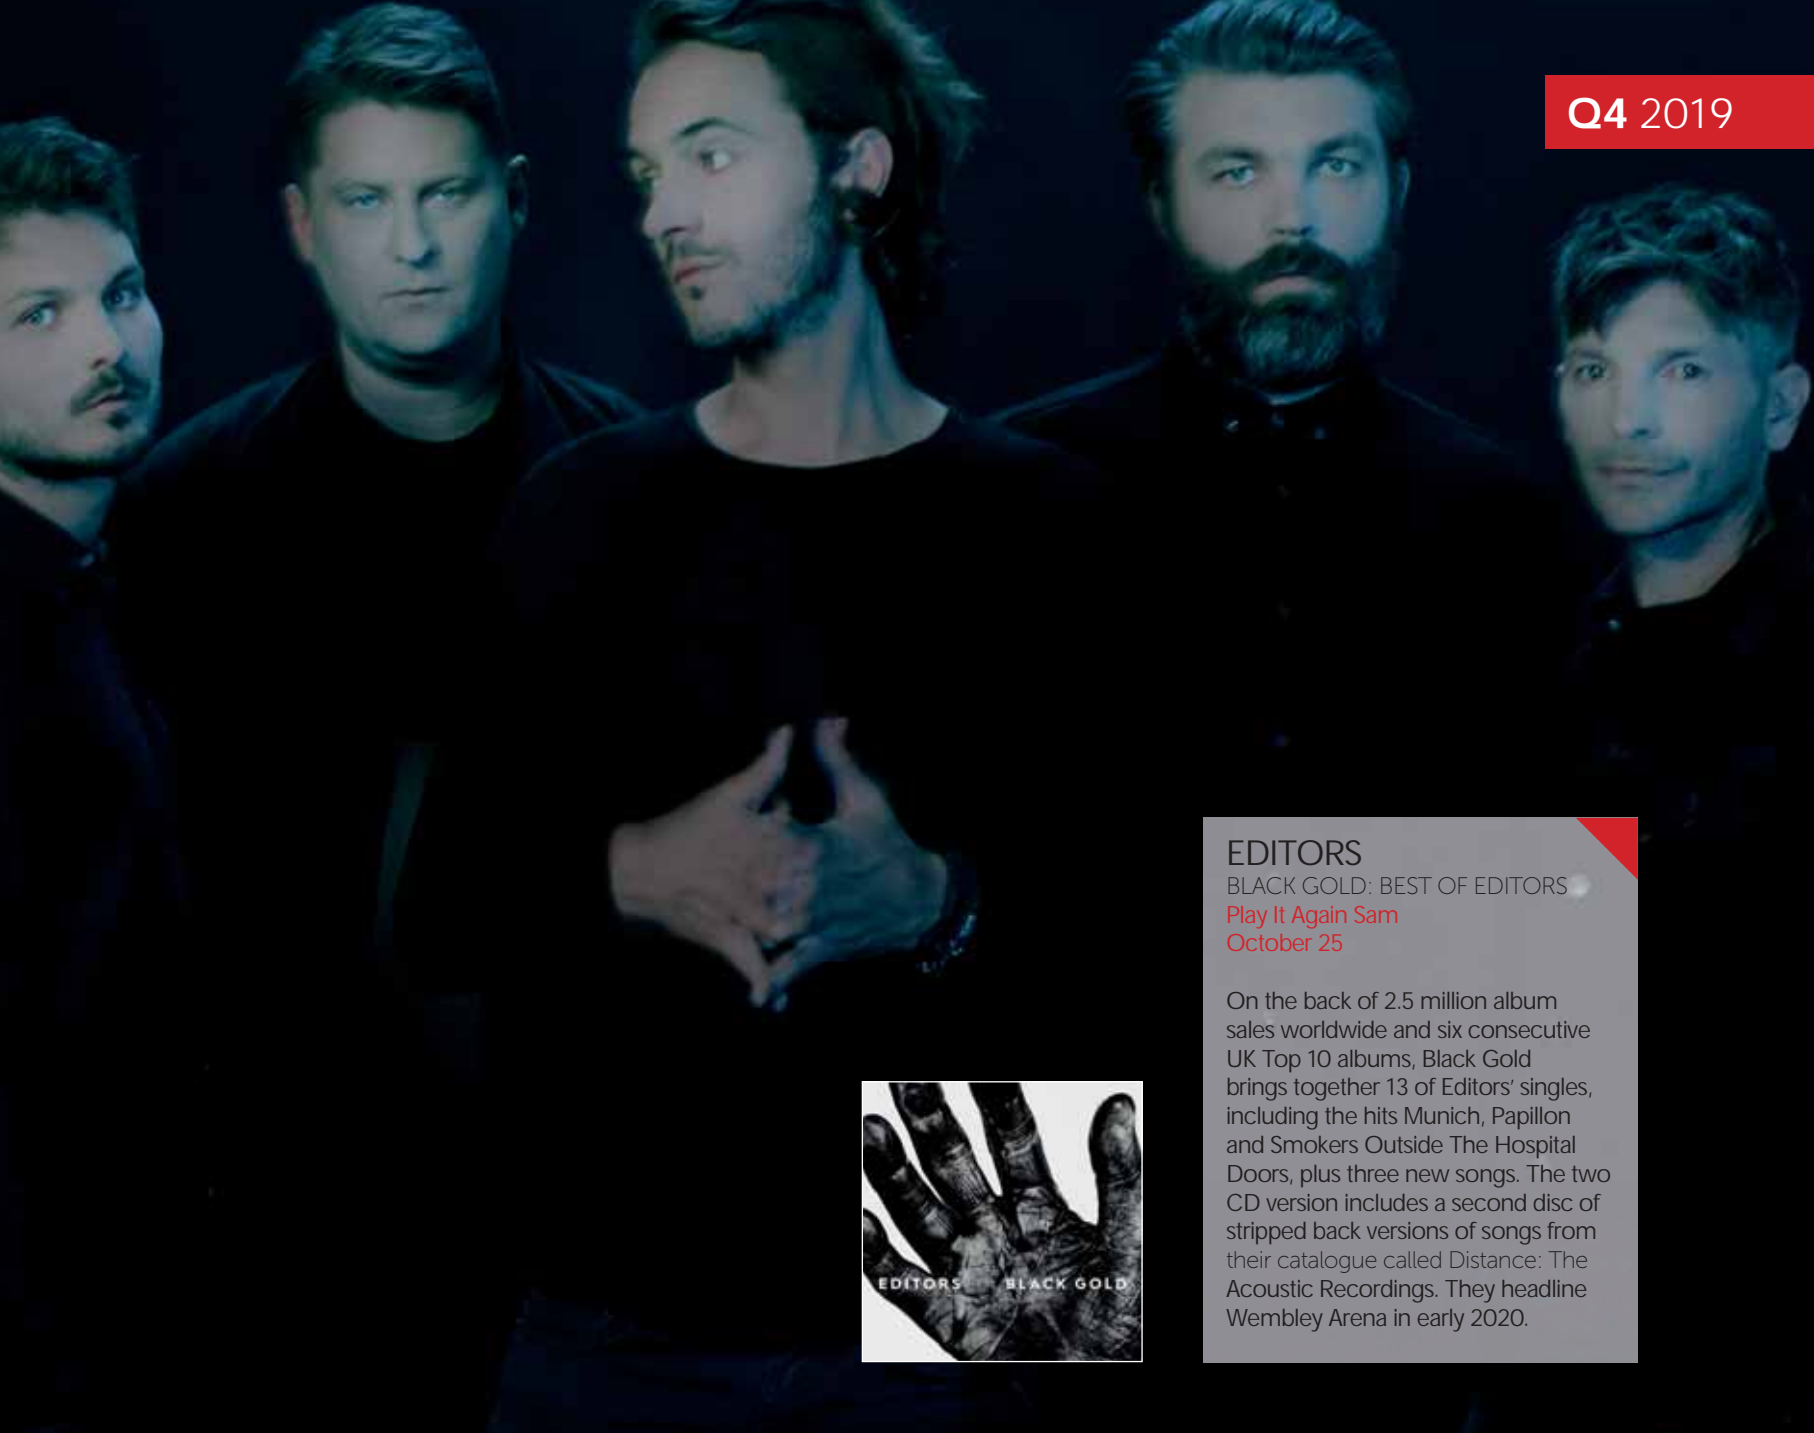 Q4 2019
EDITORS
BLACK GOLD: BEST OF EDITORS
Play It Again Sam
October 25
On the back of 2.5 million album
sales worldwide and six consecutive
UK Top 10 albums, Black Gold
brings together 13 of Editors’ singles,
including the hits Munich, Papillon
and Smokers Outside The Hospital
Doors, plus three new songs. The two
CD version includes a second disc of
stripped back versions of songs from
their catalogue called Distance: The
Acoustic Recordings. They headline
Wembley Arena in early 2020.
EDITORS BLACK GOLD